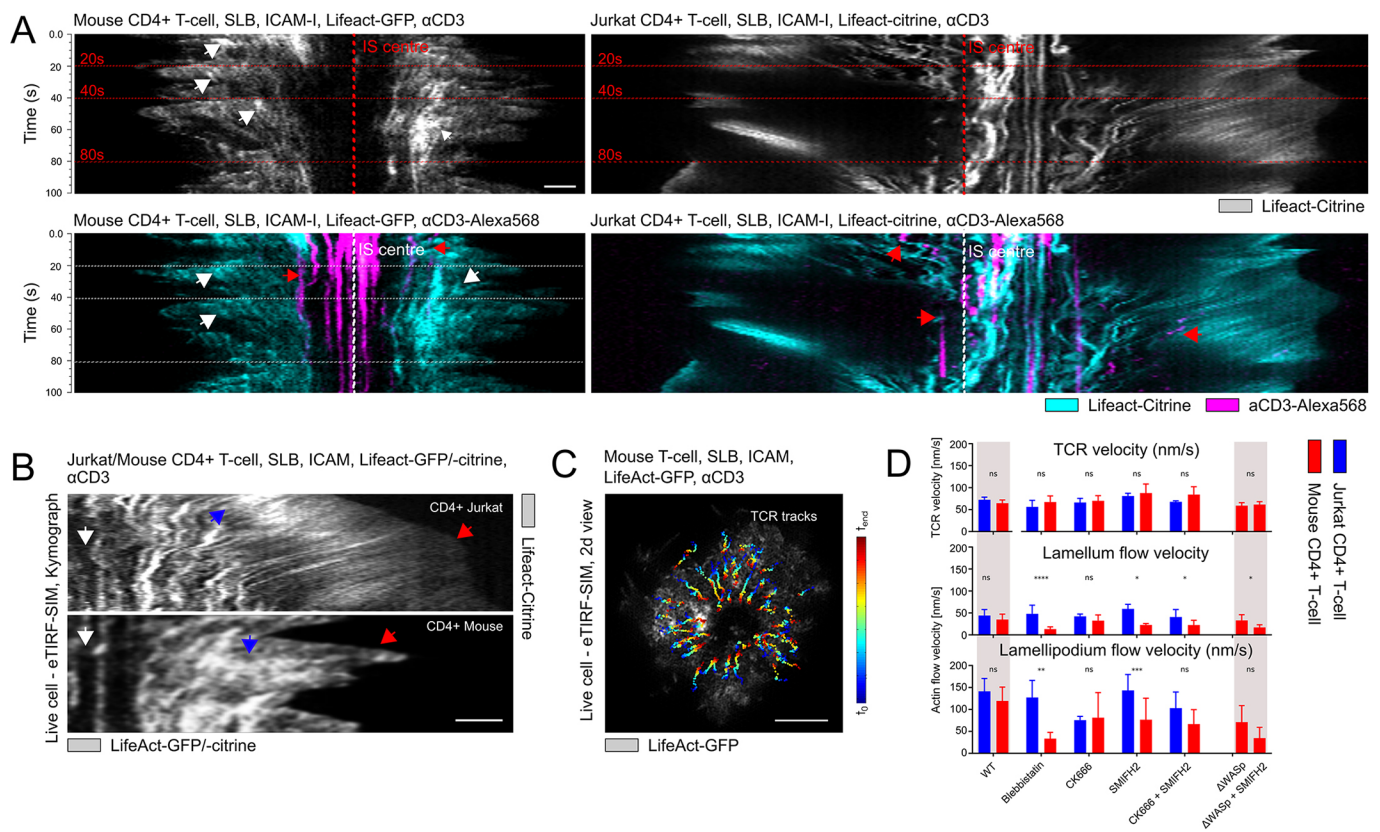 A
Mouse CD4+ T-cell, SLB, ICAM-I, Lifeact-GFP, αCD3
Time (s)
0.0
20
40
60
80
100
IS centre
20s
40s
80s
Jurkat CD4+ T-cell, SLB, ICAM-I, Lifeact-citrine, αCD3
IS centre
20s
40s
80s
Lifeact-Citrine
Mouse CD4+ T-cell, SLB, ICAM-I, Lifeact-GFP, αCD3-Alexa568
Time (s)
0.0
20
40
60
80
100
IS centre
Jurkat CD4+ T-cell, SLB, ICAM-I, Lifeact-citrine, αCD3-Alexa568
IS centre
Lifeact-Citrine
aCD3-Alexa568
B
Jurkat/Mouse CD4+ T-cell, SLB, ICAM, Lifeact-GFP/-citrine,
αCD3
Live cell - eTIRF-SIM, Kymograph
CD4+ Jurkat
Lifeact-Citrine
CD4+ Mouse
LifeAct-GFP/-citrine
C
Mouse T-cell, SLB, ICAM,
LifeAct-GFP, αCD3
Live cell - eTIRF-SIM, 2d view
TCR tracks
tend
t0
LifeAct-GFP
D
TCR velocity (nm/s)
TCR velocity [nm/s]
200
150
100
50
0
ns
ns
ns
ns
ns
ns
Lamellum flow velocity
Actin flow velocity [nm/s]
200
150
100
50
0
ns
****
ns
*
*
*
Lamellipodium flow velocity (nm/s)
200
150
100
50
0
ns
**
ns
***
ns
ns
WT
Blebbistatin
CK666
SMIFH2
CK666 + SMIFH2
ΔWASp
ΔWASp + SMIFH2
Jurkat CD4+ T-cell
Mouse CD4+ T-cell